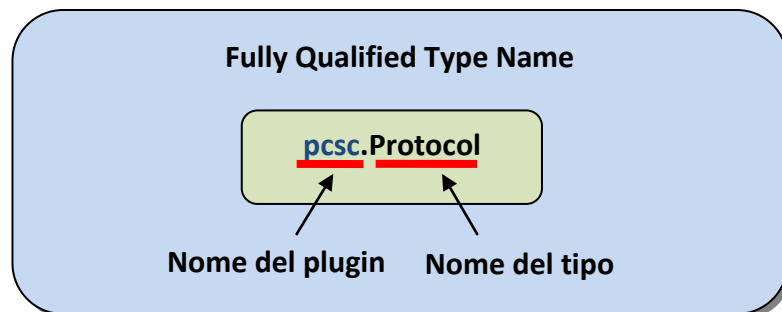 Fully Qualified Type Name
pcsc.Protocol
Nome del plugin
Nome del tipo